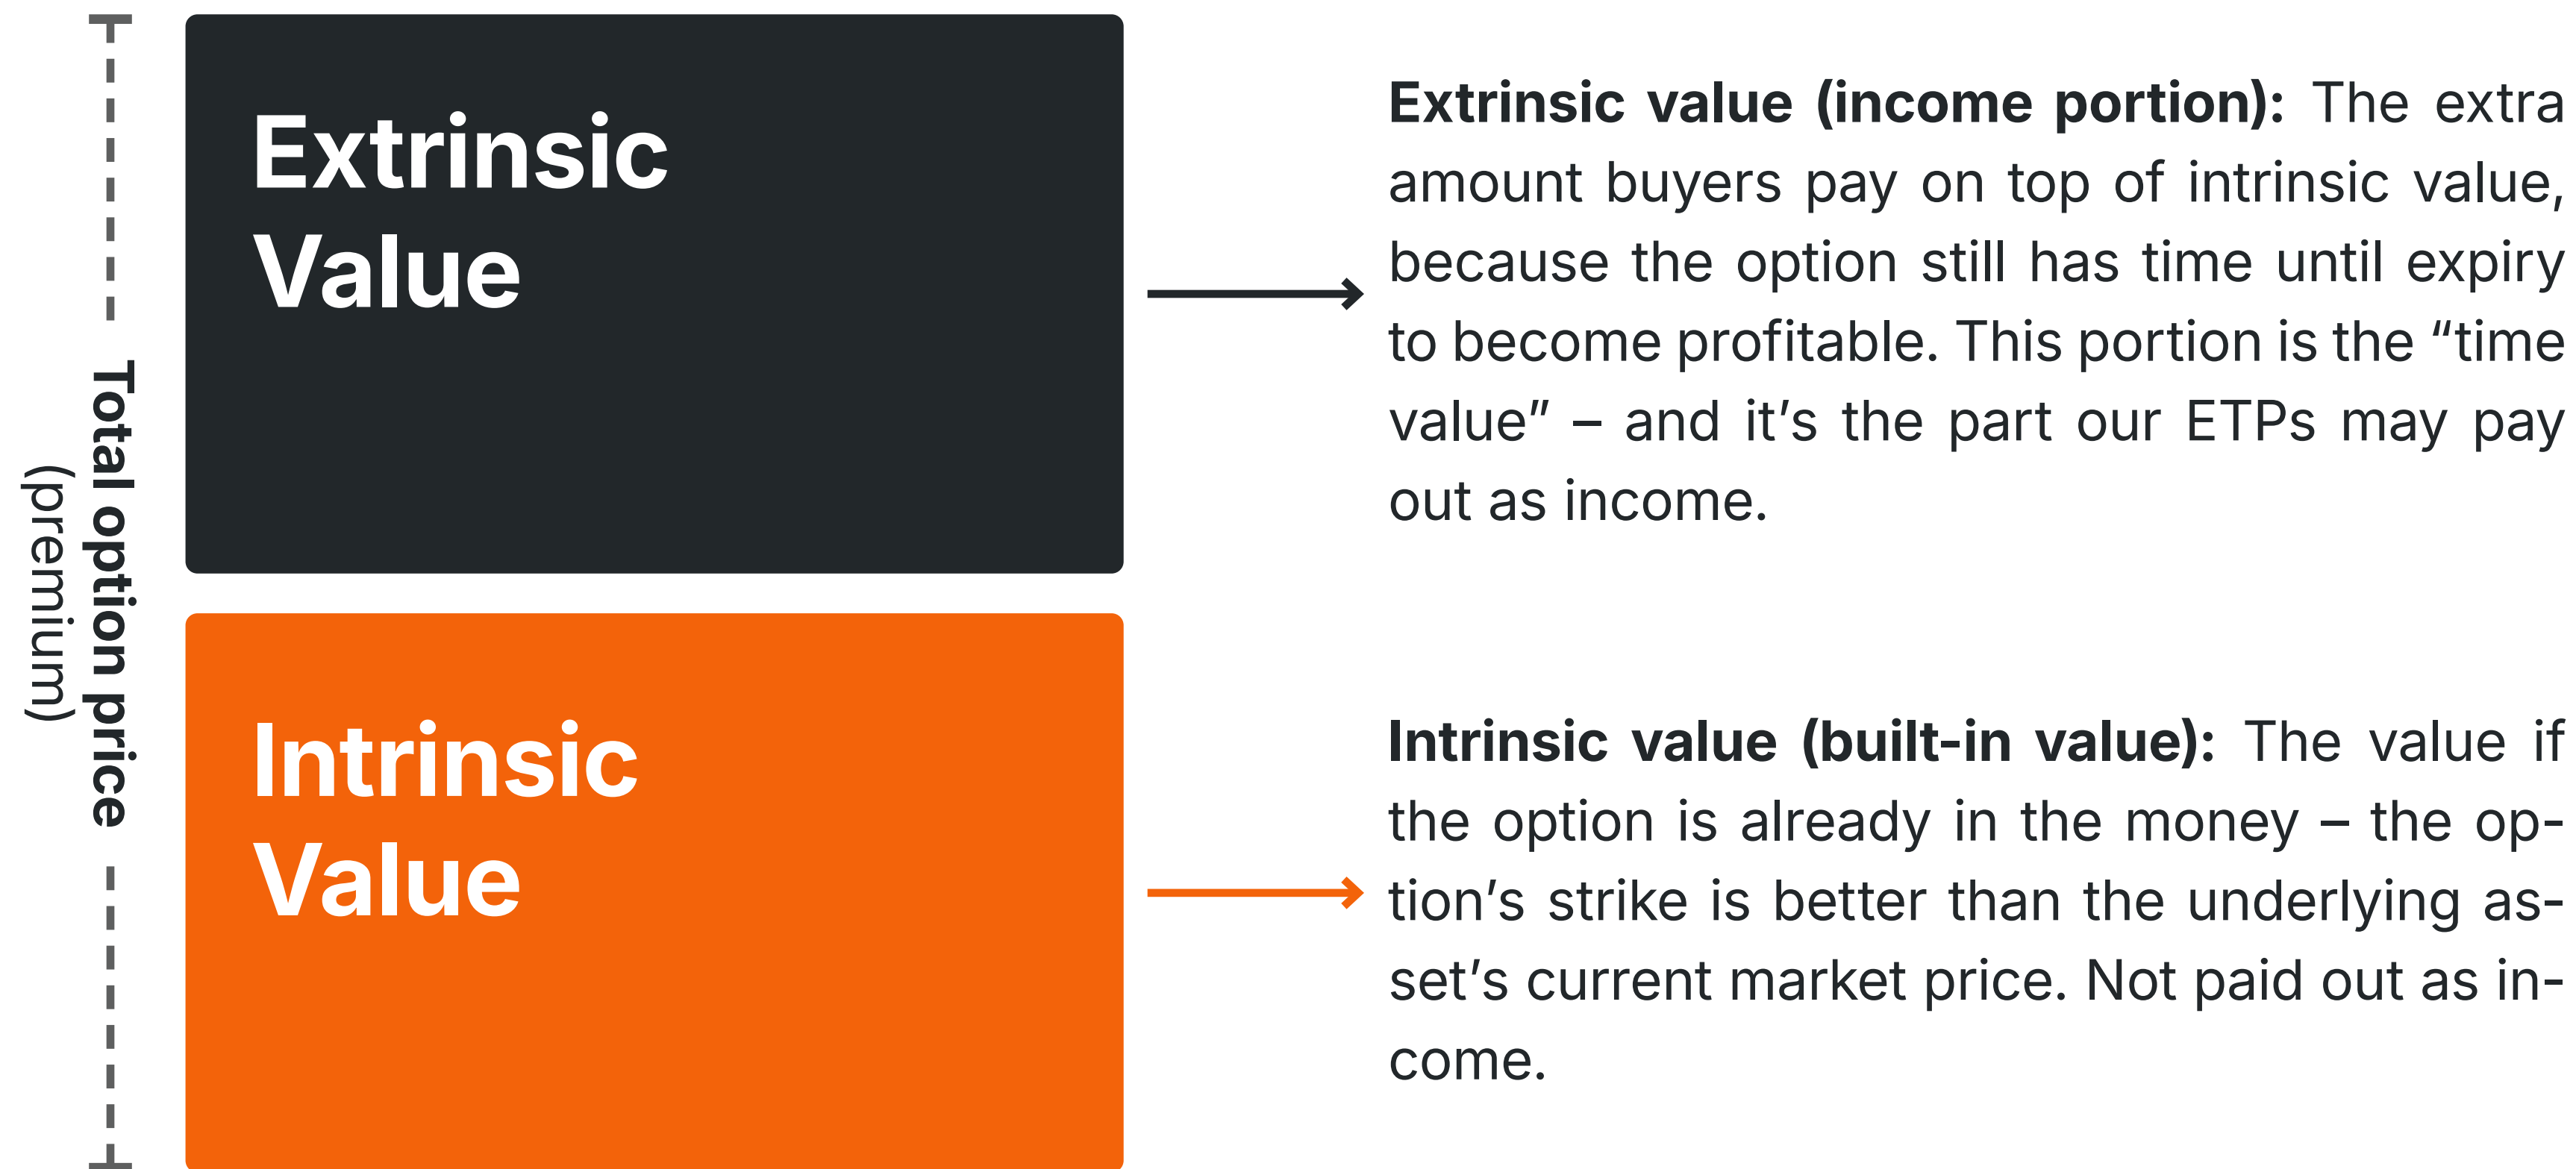 Total option price
(premium)
Extrinsic
Value
Extrinsic value (income portion): The extra
amount buyers pay on top of intrinsic value,
because the option still has time until expiry
to become profitable. This portion is the “time
value” – and it’s the part our ETPs may pay
out as income.
Intrinsic
Value
Intrinsic value (built-in value): The value if
the option is already in the money – the op-
tion’s strike is better than the underlying as-
set’s current market price. Not paid out as in-
come.